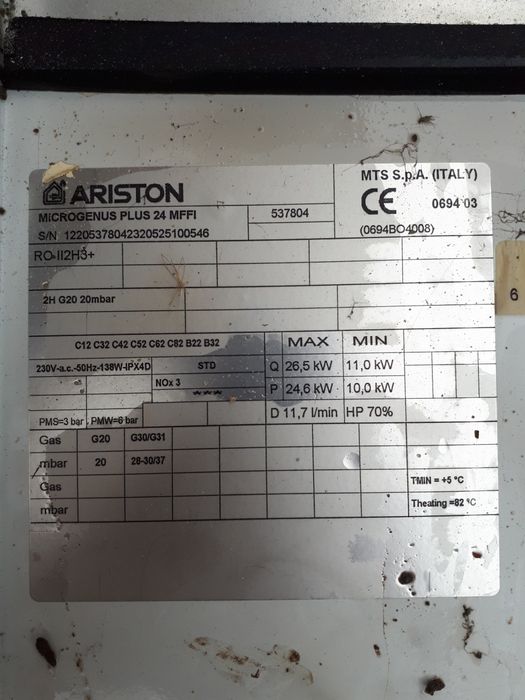 ARISTON
MTS S.p.A. (ITALY)
CE 0694 03
MICROGENUS PLUS 24 MFFI
537804
S/N 12205378042320525100546
(0694BO4008)
RO-II2H3+
2H G20 20mbar
6
C12 C32 C42 C52 C62 C82 B22 B32
MAX MIN
230V-a.c.-50Hz-138W-IPX4D STD
Q 26,5 kW 11,0 kW
NOx 3 ***
P 24,6 kW 10,0 kW
PMS=3 bar , PMW=6 bar
D 11,7 l/min HP 70%
Gas G20 G30/G31
mbar 20 28-30/37
Gas TMIN = +5 °C
mbar Theating =82 °C